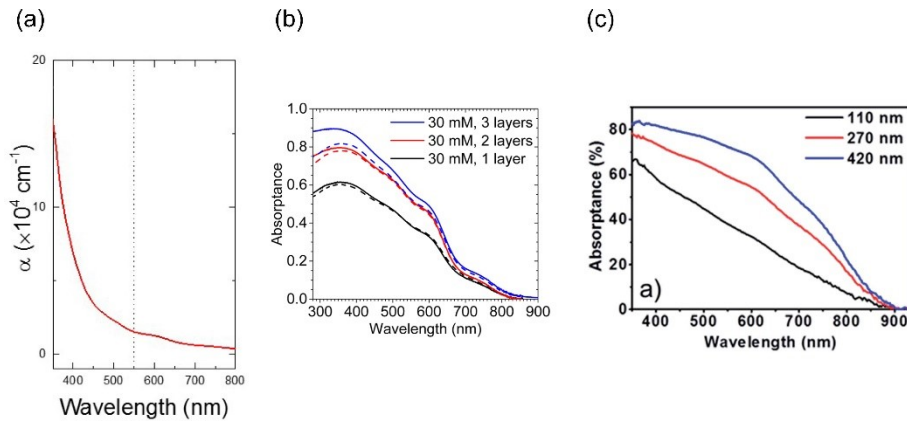 (a)
20
10
0
α (×10⁴ cm⁻¹)
400 500 600 700 800
Wavelength (nm)
(b)
1.0
0.8
0.6
0.4
0.2
0.0
Absorptance
30 mM, 3 layers
30 mM, 2 layers
30 mM, 1 layer
300 400 500 600 700 800 900
Wavelength (nm)
(c)
80
60
40
20
0
Absorptance (%)
110 nm
270 nm
420 nm
a)
400 500 600 700 800 900
Wavelength (nm)